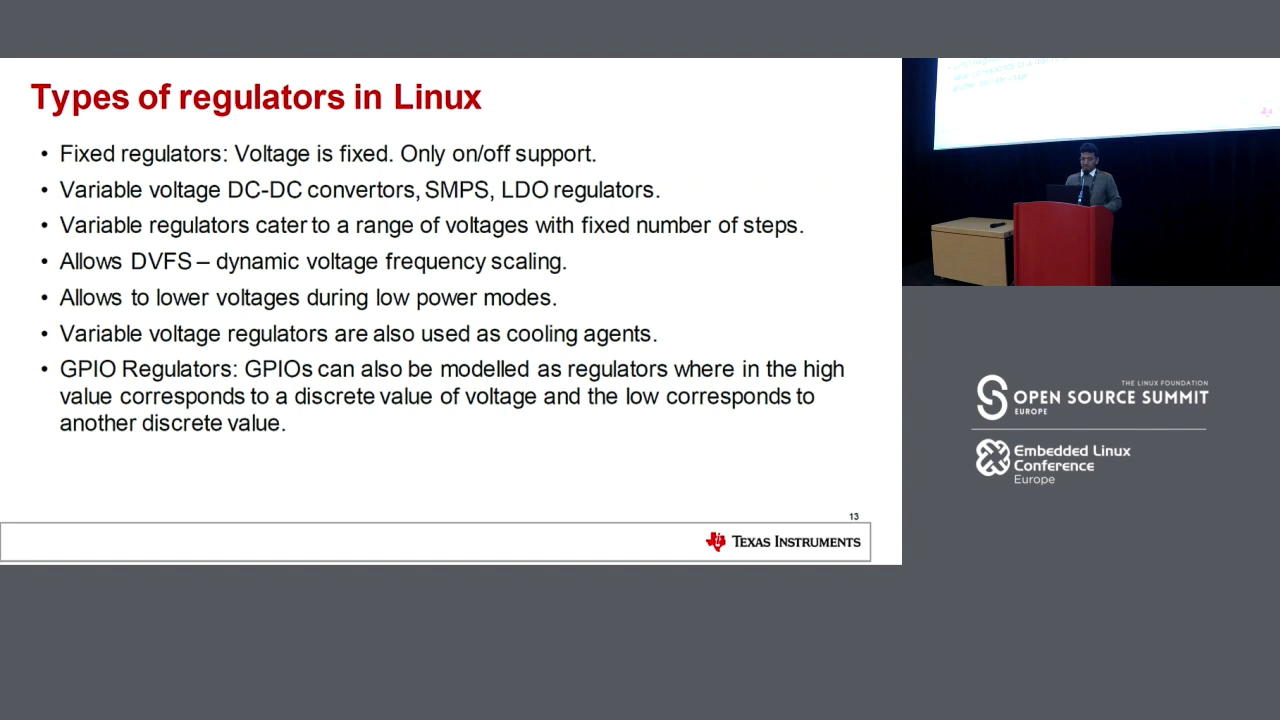 Types of regulators in Linux
• Fixed regulators: Voltage is fixed. Only on/off support.
• Variable voltage DC-DC convertors, SMPS, LDO regulators.
• Variable regulators cater to a range of voltages with fixed number of steps.
• Allows DVFS – dynamic voltage frequency scaling.
• Allows to lower voltages during low power modes.
• Variable voltage regulators are also used as cooling agents.
• GPIO Regulators: GPIOs can also be modelled as regulators where in the high
value corresponds to a discrete value of voltage and the low corresponds to
another discrete value.
13
TEXAS INSTRUMENTS
THE LINUX FOUNDATION
OPEN SOURCE SUMMIT
EUROPE
Embedded Linux
Conference
Europe